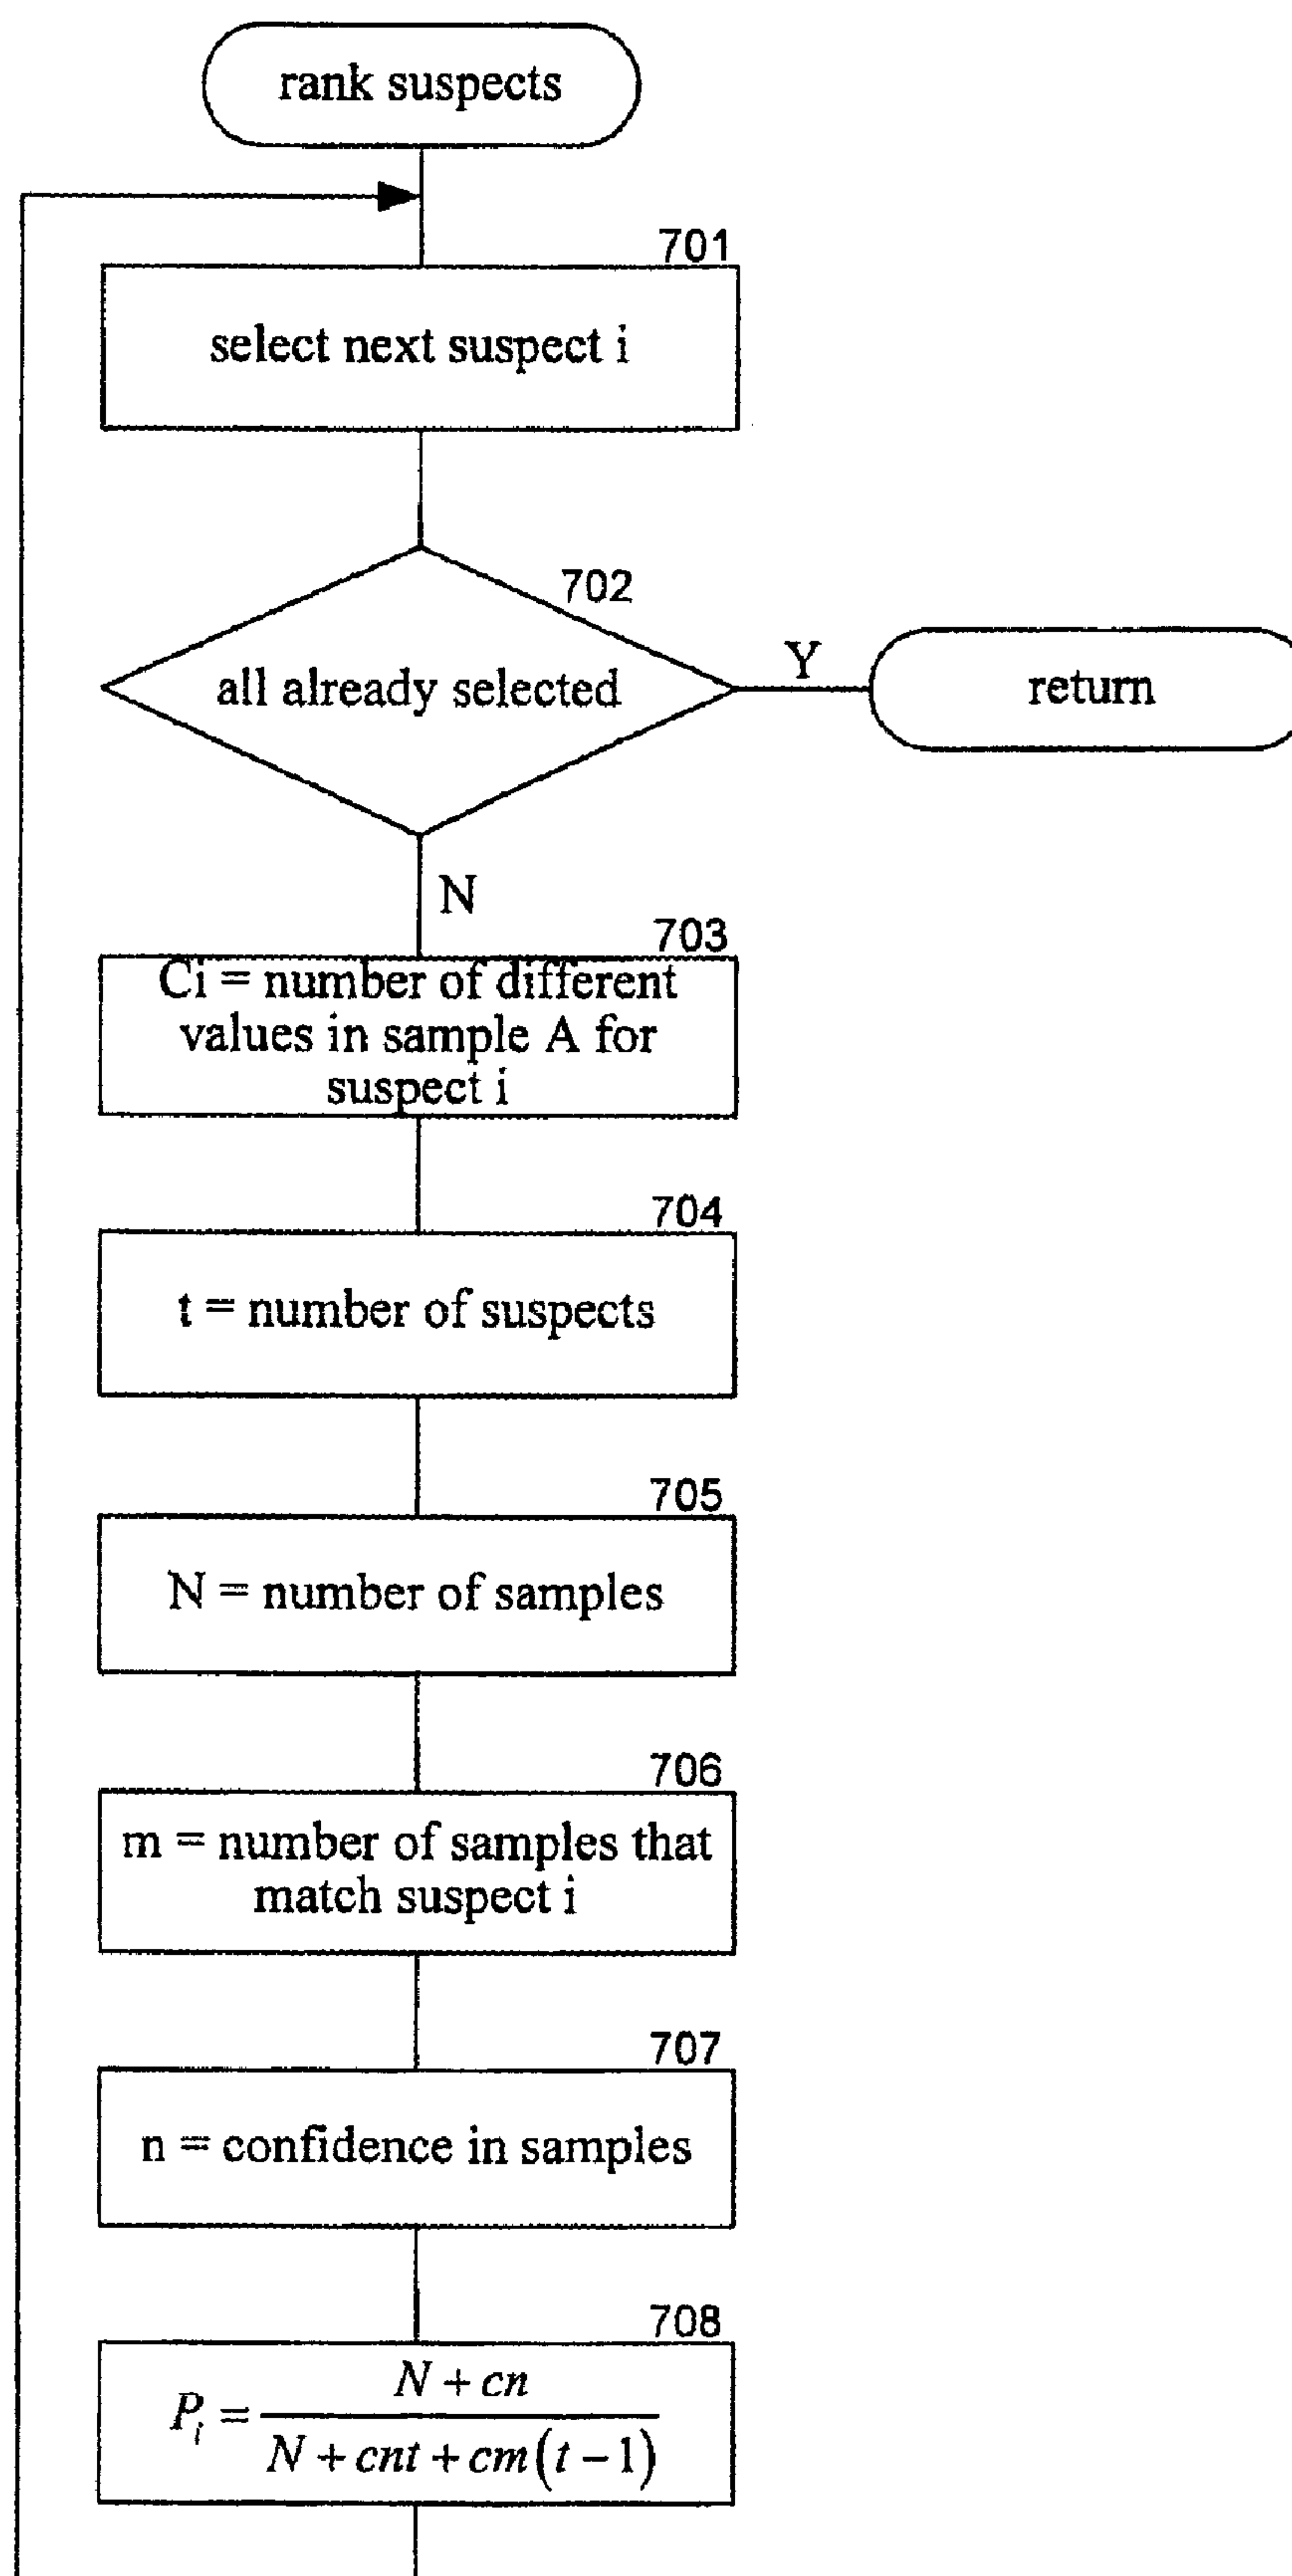 rank suspects
701
select next suspect i
702
all already selected
Y
return
N
703
Ci = number of different
values in sample A for
suspect i
704
t = number of suspects
705
N = number of samples
706
m = number of samples that
match suspect i
707
n = confidence in samples
708
P_i = \frac{N + cn}{N + cnt + cm(t - 1)}